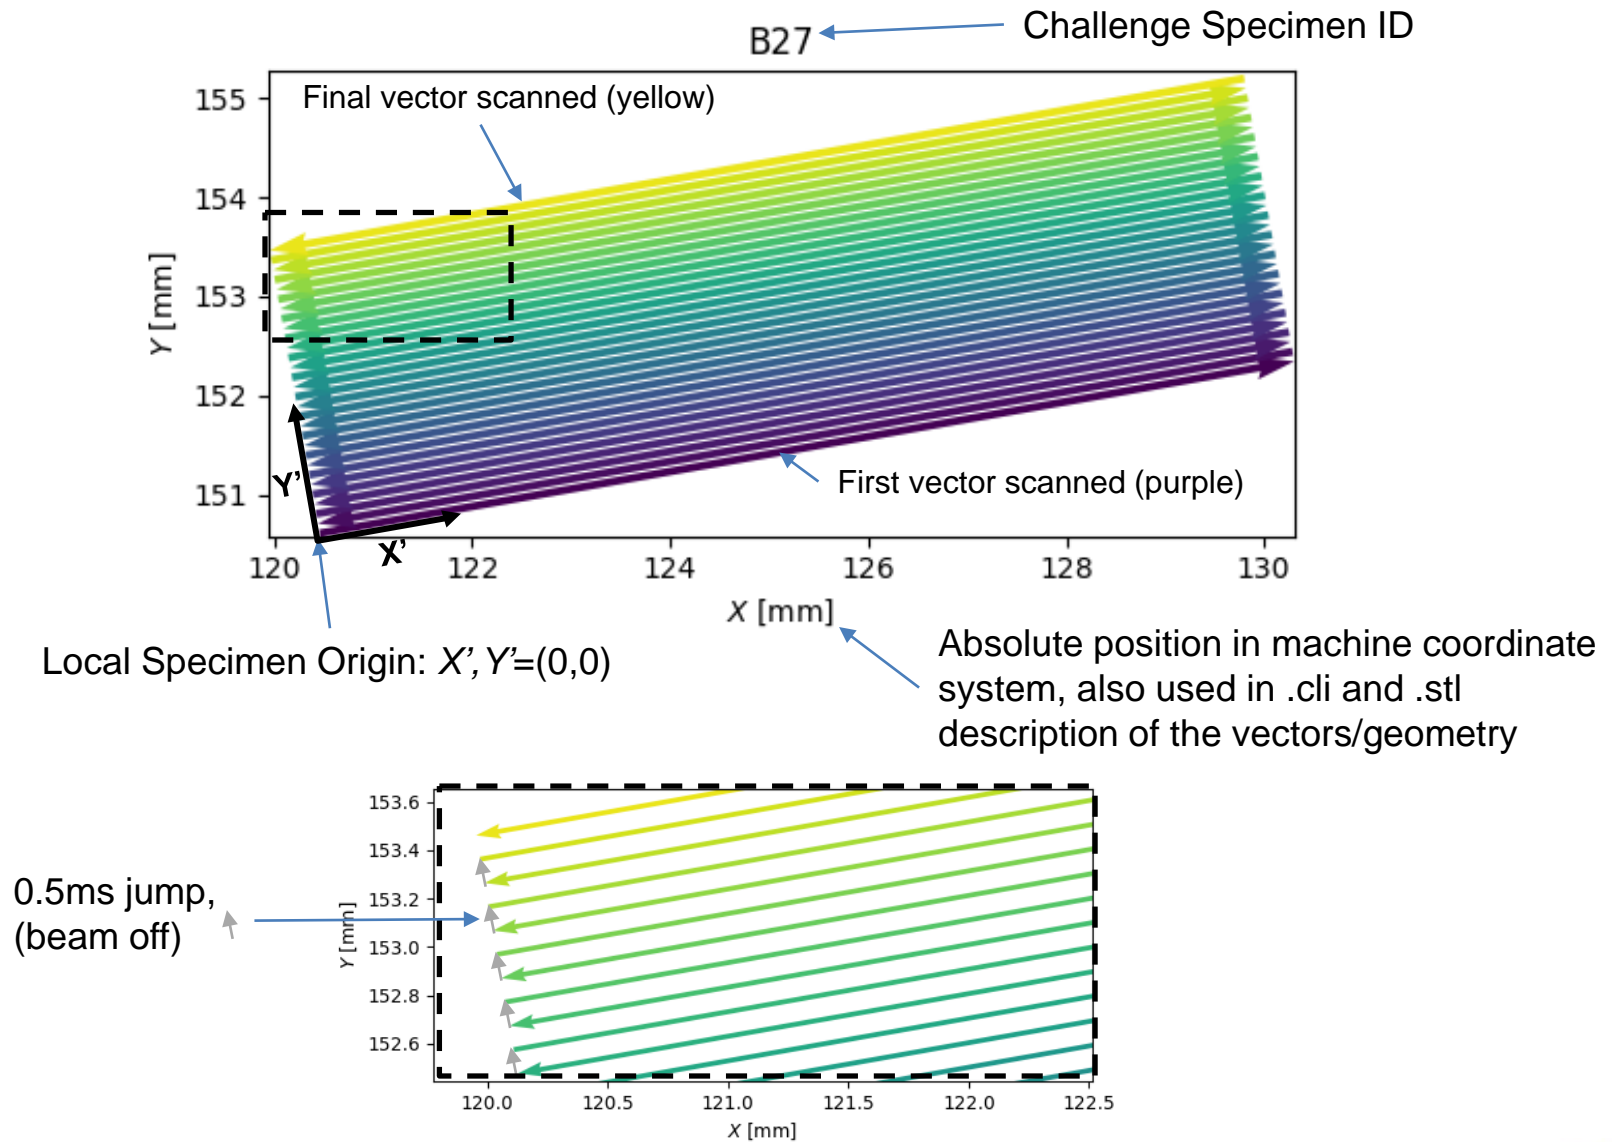 B27
Challenge Specimen ID
Final vector scanned (yellow)
155
154
153
152
151
Y [mm]
Y'
X'
First vector scanned (purple)
120
122
124
126
128
130
X [mm]
Local Specimen Origin: X', Y'=(0,0)
Absolute position in machine coordinate
system, also used in .cli and .stl
description of the vectors/geometry
0.5ms jump,
(beam off)
153.6
153.4
153.2
153.0
152.8
152.6
Y [mm]
120.0
120.5
121.0
121.5
122.0
122.5
X [mm]